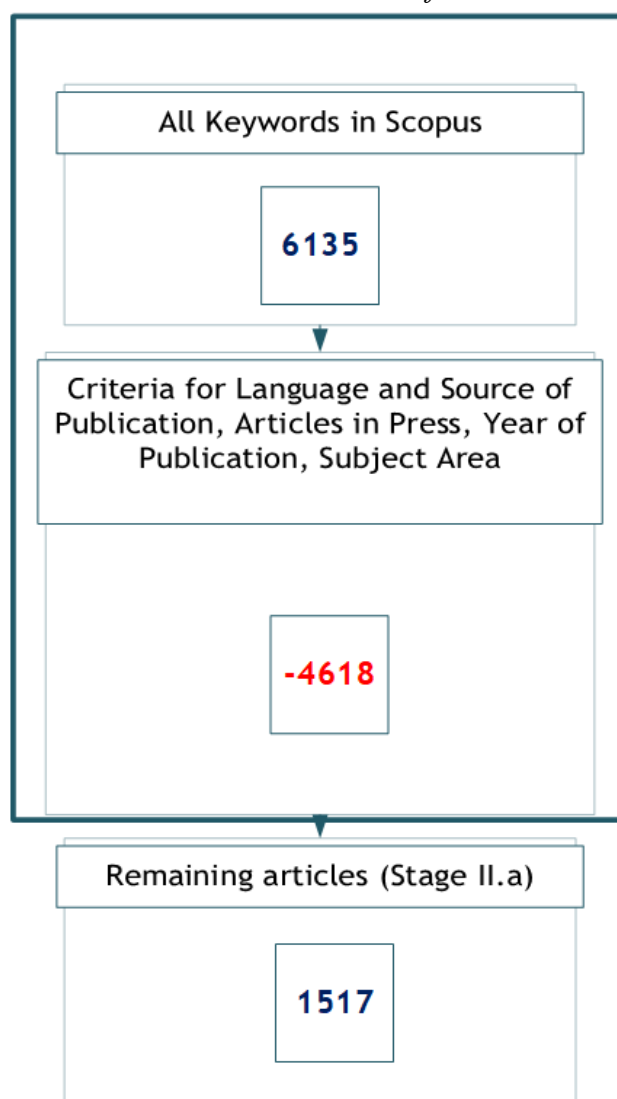 All Keywords in Scopus
6135
Criteria for Language and Source of
Publication, Articles in Press, Year of
Publication, Subject Area
-4618
Remaining articles (Stage II.a)
1517